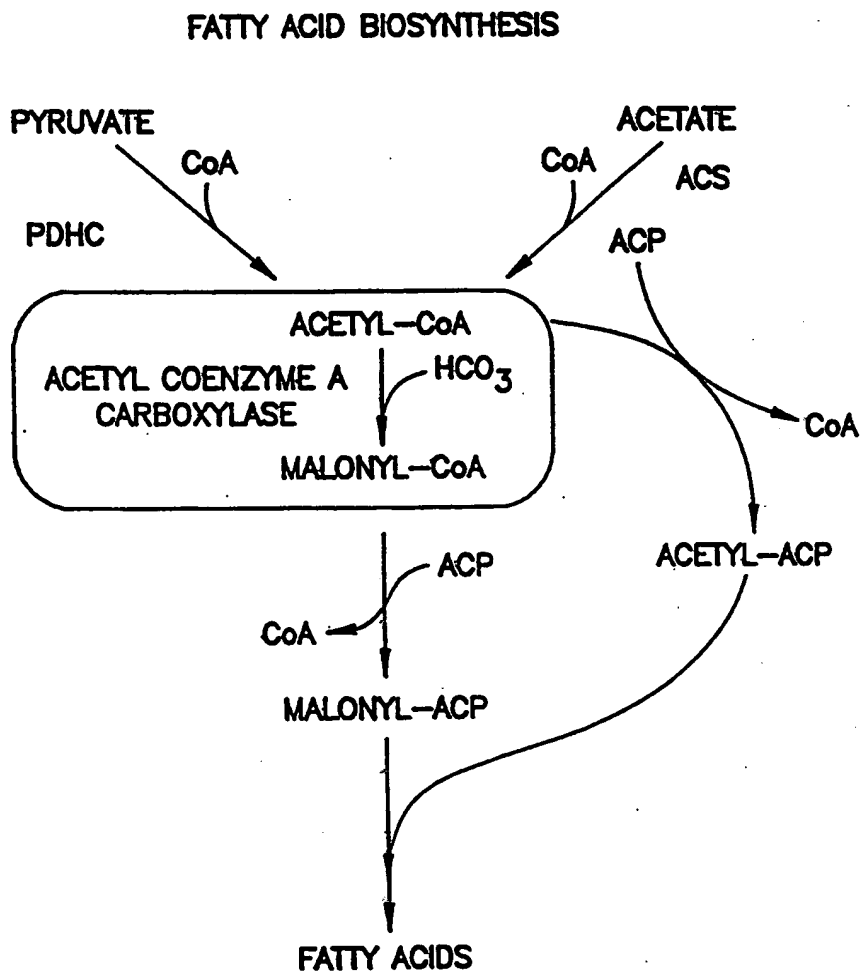 FATTY ACID BIOSYNTHESIS
PYRUVATE
ACETATE
CoA
CoA
ACS
PDHC
ACP
ACETYL-CoA
ACETYL COENZYME A
CARBOXYLASE
HCO3
CoA
MALONYL-CoA
ACP
ACETYL-ACP
CoA
MALONYL-ACP
FATTY ACIDS